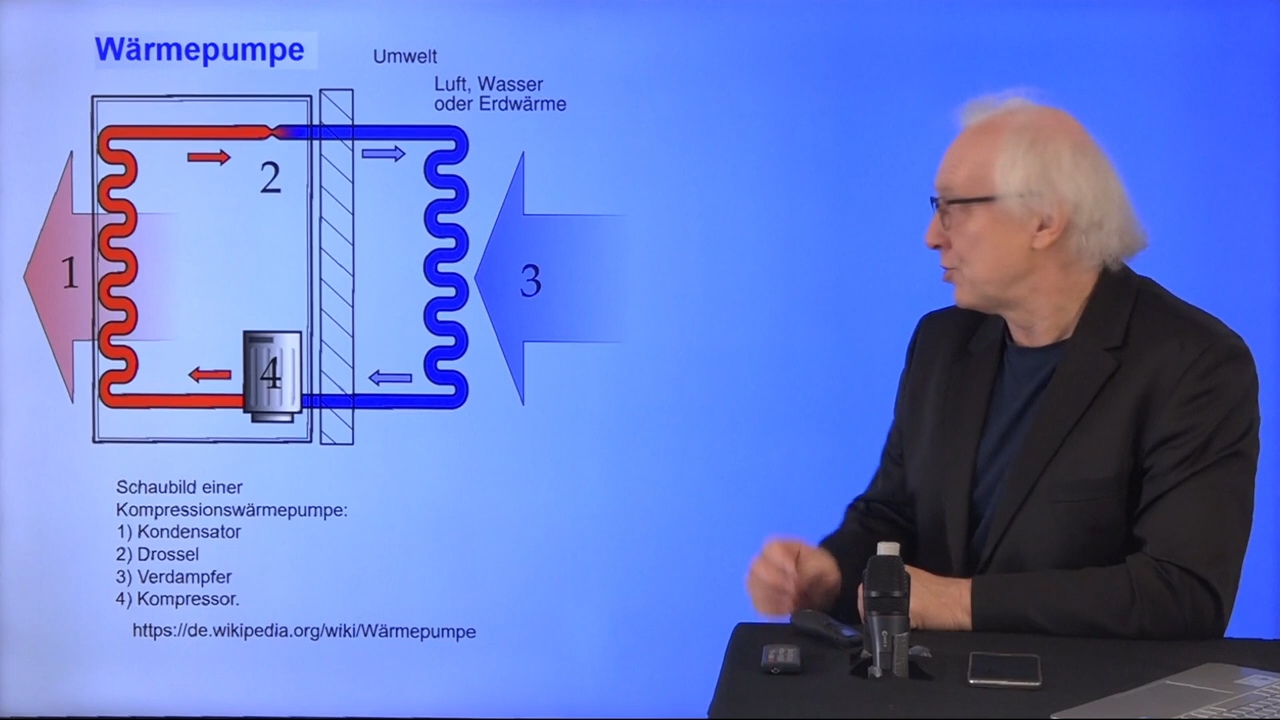 Wärmepumpe
Umwelt
Luft, Wasser
oder Erdwärme
2
1
3
4
Schaubild einer
Kompressionswärmepumpe:
1) Kondensator
2) Drossel
3) Verdampfer
4) Kompressor.
https://de.wikipedia.org/wiki/Wärmepumpe